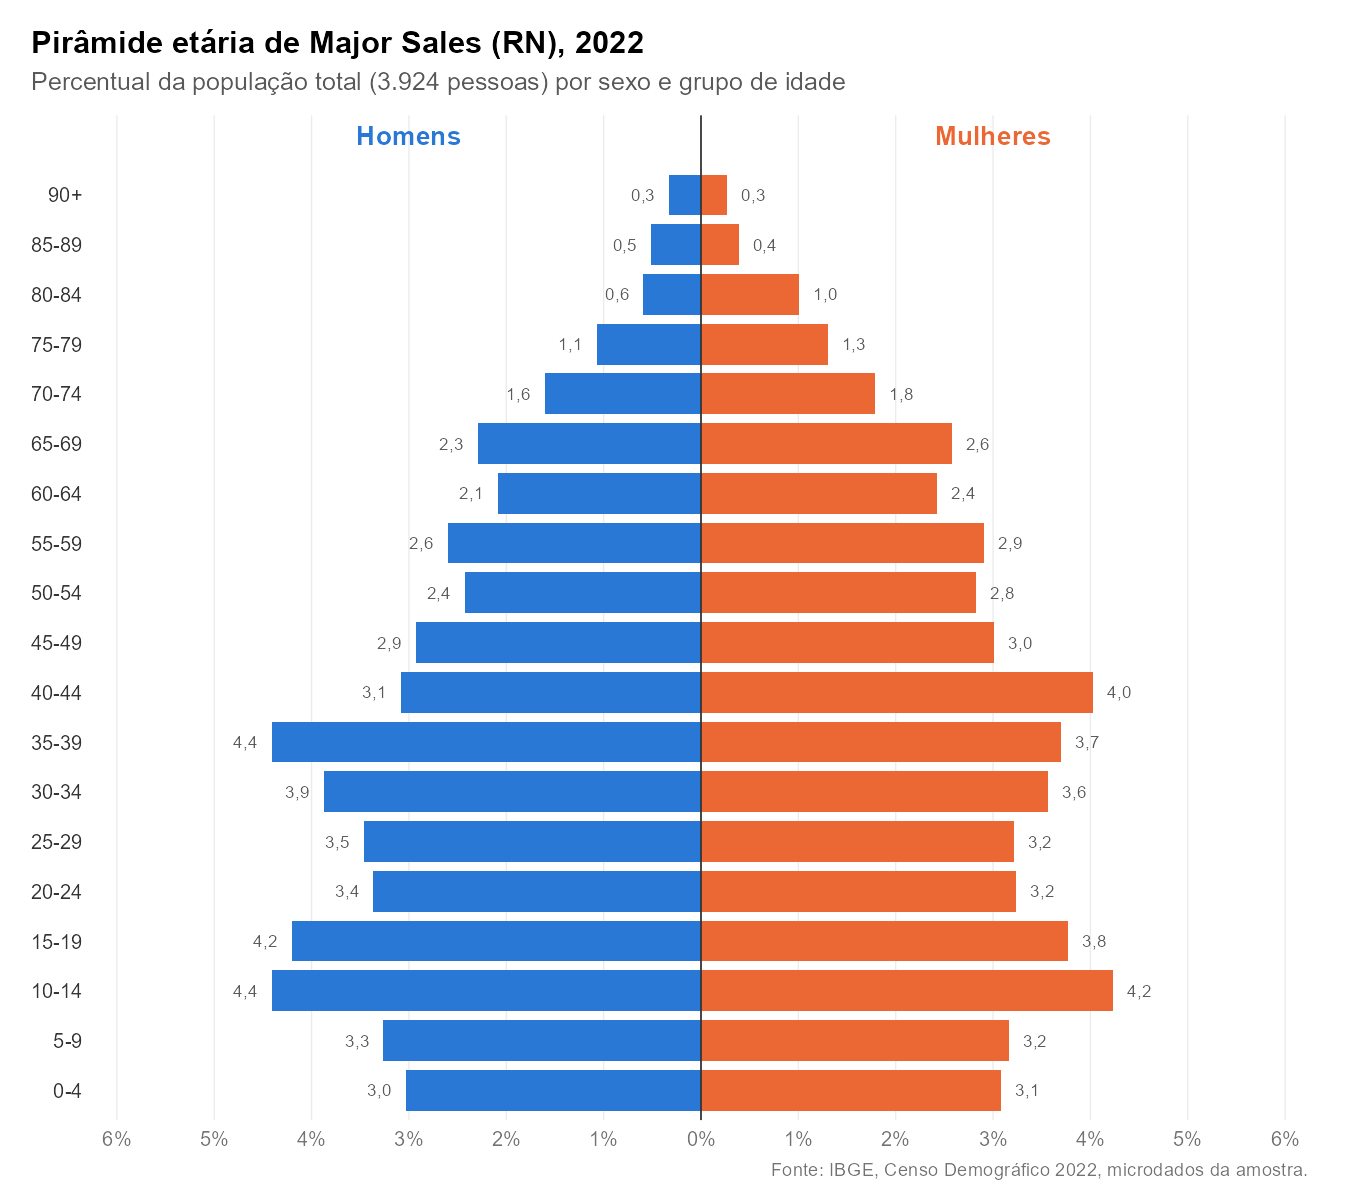 Pirâmide etária de Major Sales (RN), 2022
Percentual da população total (3.924 pessoas) por sexo e grupo de idade
Homens Mulheres
90+ 0,3 0,3
85-89 0,5 0,4
80-84 0,6 1,0
75-79 1,1 1,3
70-74 1,6 1,8
65-69 2,3 2,6
60-64 2,1 2,4
55-59 2,6 2,9
50-54 2,4 2,8
45-49 2,9 3,0
40-44 3,1 4,0
35-39 4,4 3,7
30-34 3,9 3,6
25-29 3,5 3,2
20-24 3,4 3,2
15-19 4,2 3,8
10-14 4,4 4,2
5-9 3,3 3,2
0-4 3,0 3,1
6% 5% 4% 3% 2% 1% 0% 1% 2% 3% 4% 5% 6%
Fonte: IBGE, Censo Demográfico 2022, microdados da amostra.